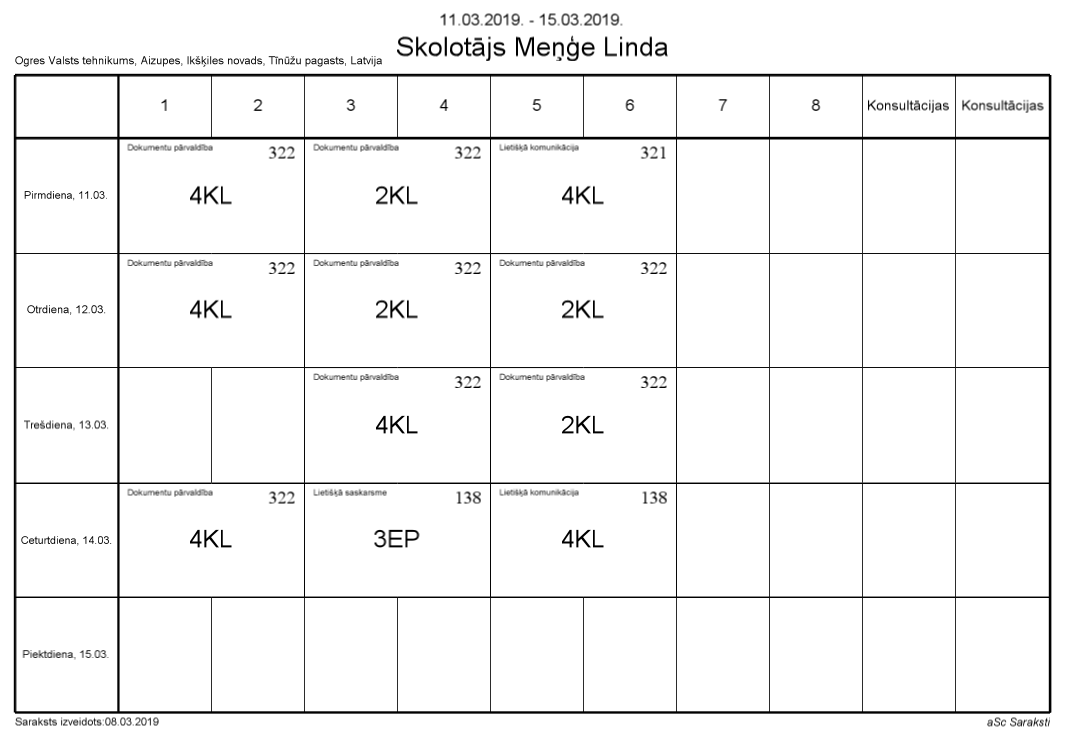 11.03.2019. - 15.03.2019.
Skolotājs Meņģe Linda
Ogres Valsts tehnikums, Aizupes, Ikšķiles novads, Tīnūžu pagasts, Latvija
1 2 3 4 5 6 7 8 Konsultācijas Konsultācijas
Dokumentu pārvaldība 322 Dokumentu pārvaldība 322 Lietišķā komunikācija 321
Pirmdiena, 11.03. 4KL 2KL 4KL
Dokumentu pārvaldība 322 Dokumentu pārvaldība 322 Dokumentu pārvaldība 322
Otrdiena, 12.03. 4KL 2KL 2KL
Dokumentu pārvaldība 322 Dokumentu pārvaldība 322
Trešdiena, 13.03. 4KL 2KL
Dokumentu pārvaldība 322 Lietišķā saskarsme 138 Lietišķā komunikācija 138
Ceturtdiena, 14.03. 4KL 3EP 4KL
Piektdiena, 15.03.
Saraksts izveidots:08.03.2019 aSc Saraksti